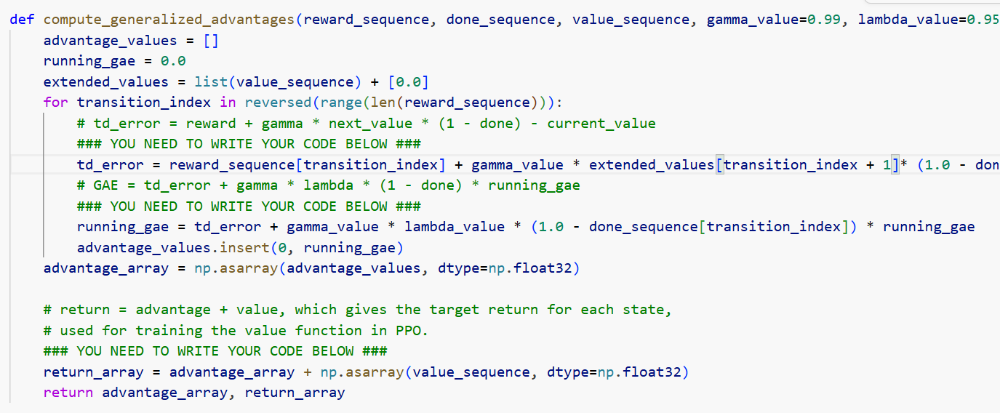 def compute_generalized_advantages(reward_sequence, done_sequence, value_sequence, gamma_value=0.99, lambda_value=0.95
    advantage_values = []
    running_gae = 0.0
    extended_values = list(value_sequence) + [0.0]
    for transition_index in reversed(range(len(reward_sequence))):
        # td_error = reward + gamma * next_value * (1 - done) - current_value
        ### YOU NEED TO WRITE YOUR CODE BELOW ###
        td_error = reward_sequence[transition_index] + gamma_value * extended_values[transition_index + 1]* (1.0 - don
        # GAE = td_error + gamma * lambda * (1 - done) * running_gae
        ### YOU NEED TO WRITE YOUR CODE BELOW ###
        running_gae = td_error + gamma_value * lambda_value * (1.0 - done_sequence[transition_index]) * running_gae
        advantage_values.insert(0, running_gae)
    advantage_array = np.asarray(advantage_values, dtype=np.float32)

    # return = advantage + value, which gives the target return for each state,
    # used for training the value function in PPO.
    ### YOU NEED TO WRITE YOUR CODE BELOW ###
    return_array = advantage_array + np.asarray(value_sequence, dtype=np.float32)
    return advantage_array, return_array